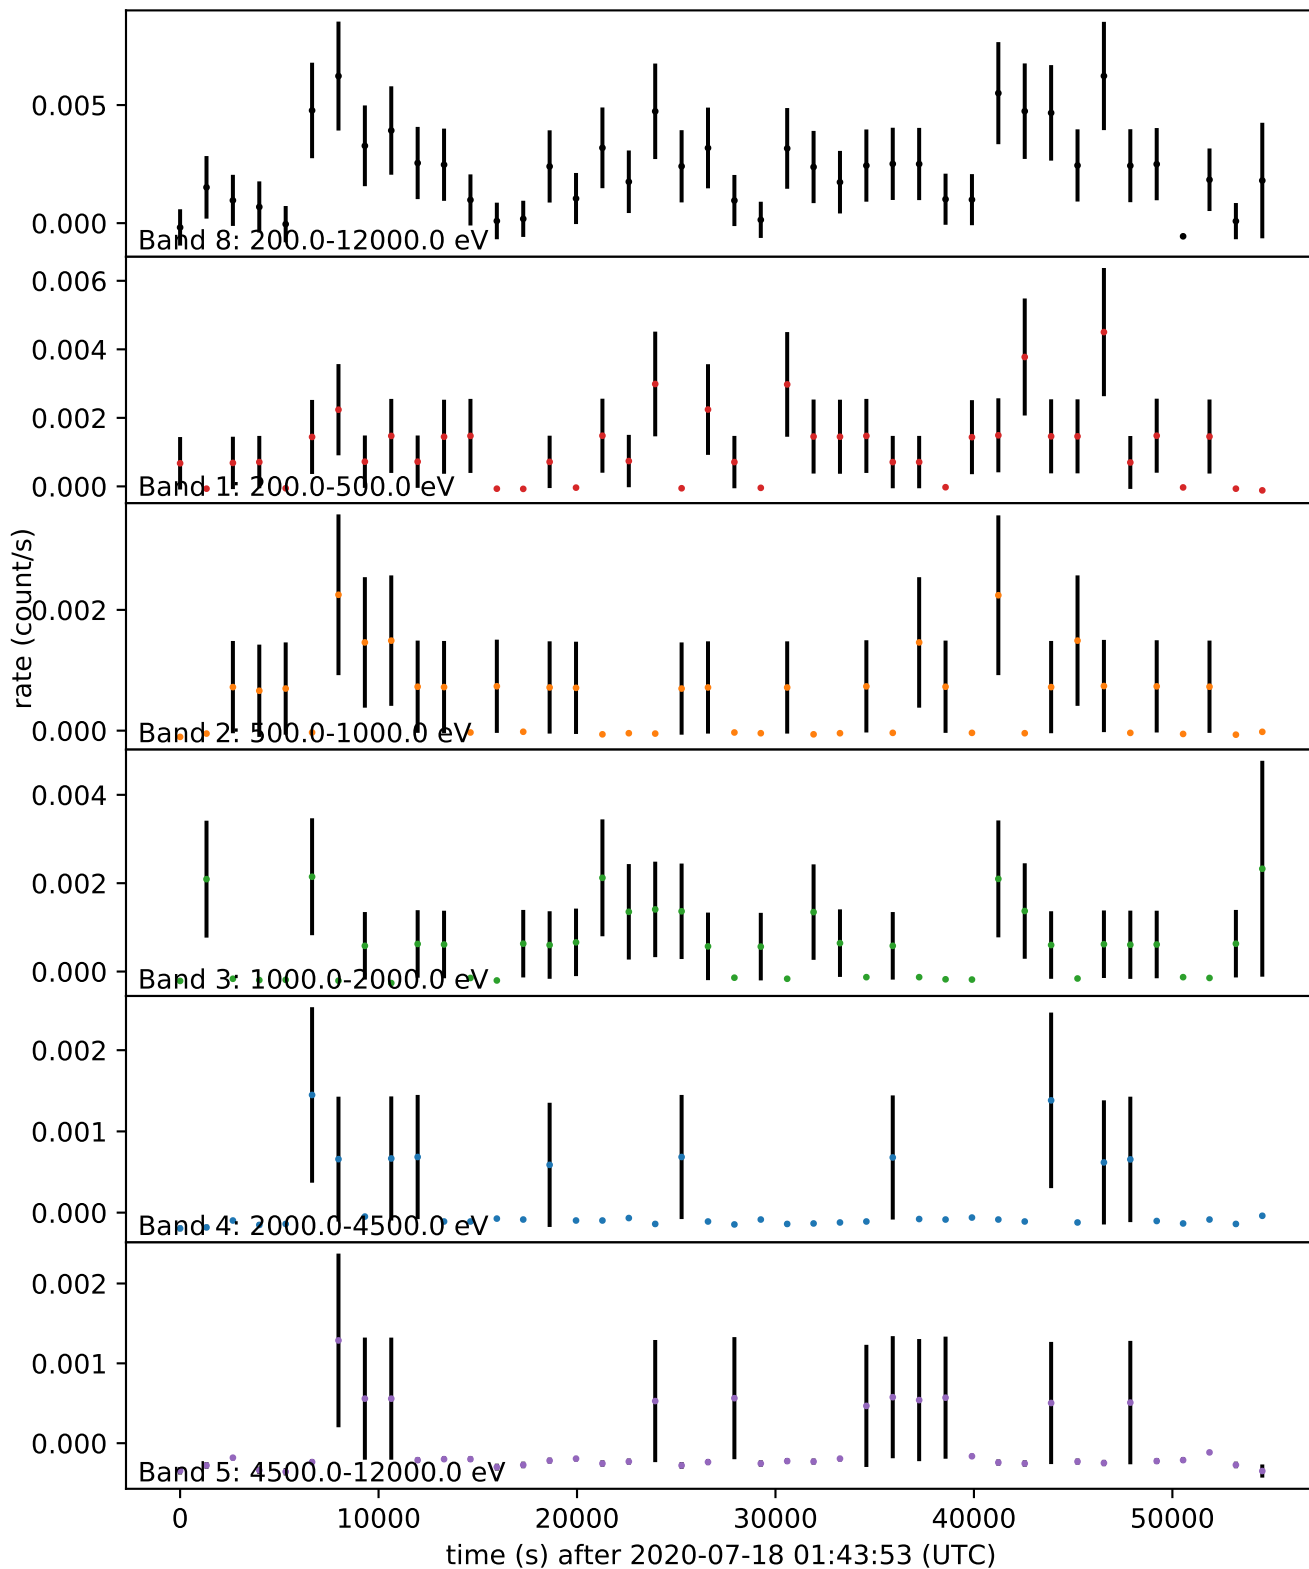 0.005
0.000
Band 8: 200.0-12000.0 eV
0.006
0.004
0.002
0.000
Band 1: 200.0-500.0 eV
rate (count/s)
0.002
0.000
Band 2: 500.0-1000.0 eV
0.004
0.002
0.000
Band 3: 1000.0-2000.0 eV
0.002
0.001
0.000
Band 4: 2000.0-4500.0 eV
0.002
0.001
0.000
Band 5: 4500.0-12000.0 eV
0 10000 20000 30000 40000 50000
time (s) after 2020-07-18 01:43:53 (UTC)